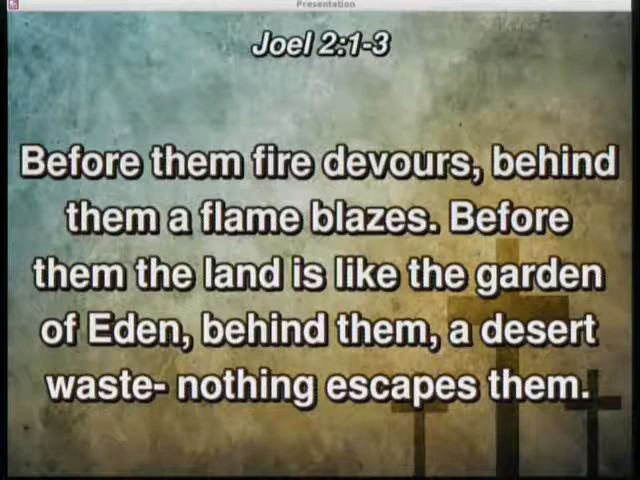 Presentation
Joel 2:1-3
Before them fire devours, behind
them a flame blazes. Before
them the land is like the garden
of Eden, behind them, a desert
waste- nothing escapes them.